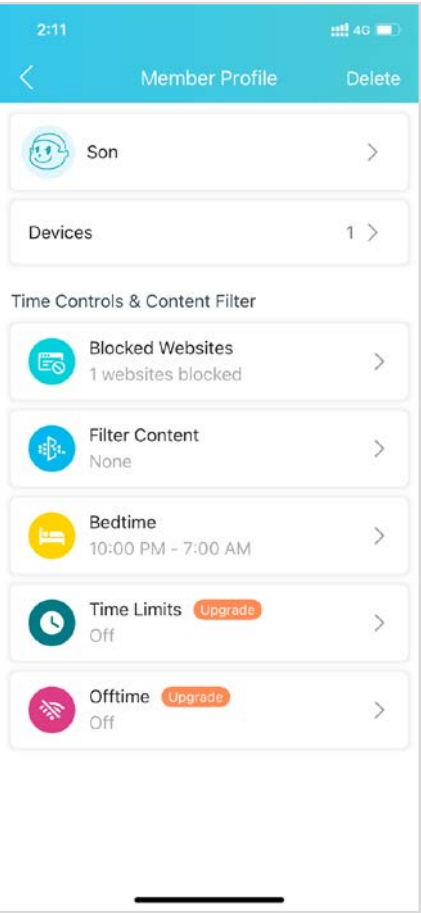 2:11 4G
Member Profile Delete
Son
Devices 1
Time Controls & Content Filter
Blocked Websites
1 websites blocked
Filter Content
None
Bedtime
10:00 PM - 7:00 AM
Time Limits Upgrade
Off
Offtime Upgrade
Off